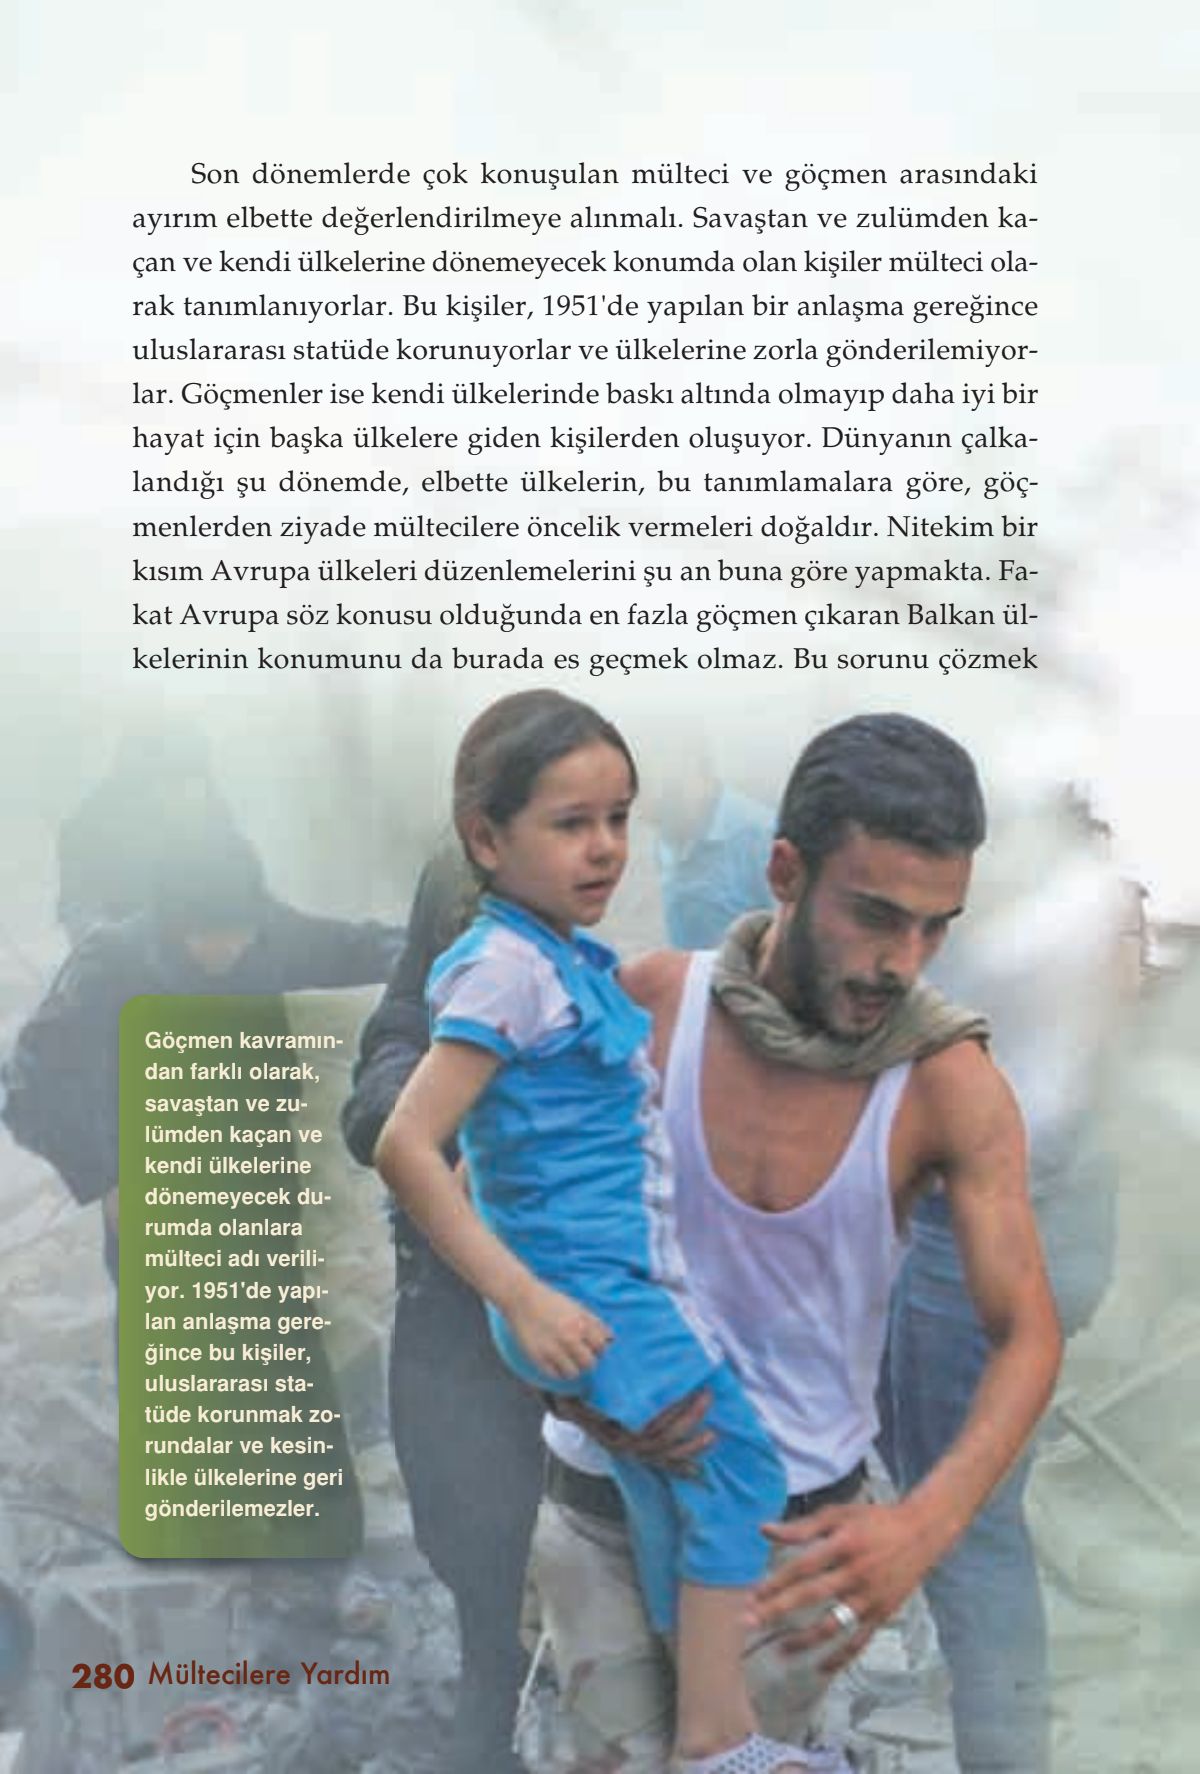 Son dönemlerde çok konuşulan mülteci ve göçmen arasındaki
ayırım elbette değerlendirilmeye alınmalı. Savaştan ve zulümden ka-
çan ve kendi ülkelerine dönemeyecek konumda olan kişiler mülteci ola-
rak tanımlanıyorlar. Bu kişiler, 1951'de yapılan bir anlaşma gereğince
uluslararası statüde korunuyorlar ve ülkelerine zorla gönderilemiyor-
lar. Göçmenler ise kendi ülkelerinde baskı altında olmayıp daha iyi bir
hayat için başka ülkelere giden kişilerden oluşuyor. Dünyanın çalka-
landığı şu dönemde, elbette ülkelerin, bu tanımlamalara göre, göç-
menlerden ziyade mültecilere öncelik vermeleri doğaldır. Nitekim bir
kısım Avrupa ülkeleri düzenlemelerini şu an buna göre yapmakta. Fa-
kat Avrupa söz konusu olduğunda en fazla göçmen çıkaran Balkan ül-
kelerinin konumunu da burada es geçmek olmaz. Bu sorunu çözmek
Göçmen kavramın-
dan farklı olarak,
savaştan ve zu-
lümden kaçan ve
kendi ülkelerine
dönemeyecek du-
rumda olanlara
mülteci adı verili-
yor. 1951'de yapı-
lan anlaşma gere-
ğince bu kişiler,
uluslararası sta-
tüde korunmak zo-
rundalar ve kesin-
likle ülkelerine geri
gönderilemezler.
280 Mültecilere Yardım